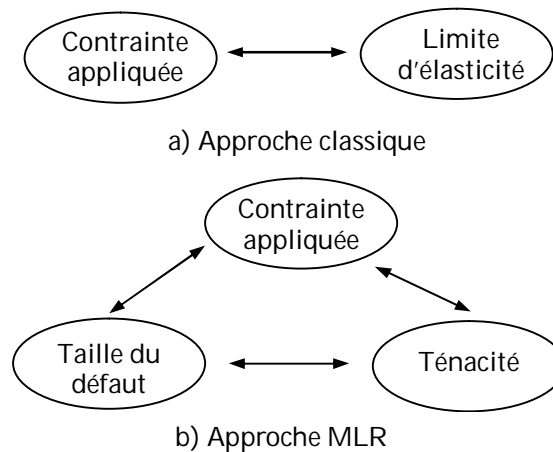 Contrainte
appliquée
Limite
d'élasticité
a) Approche classique
Contrainte
appliquée
Taille du
défaut
Ténacité
b) Approche MLR